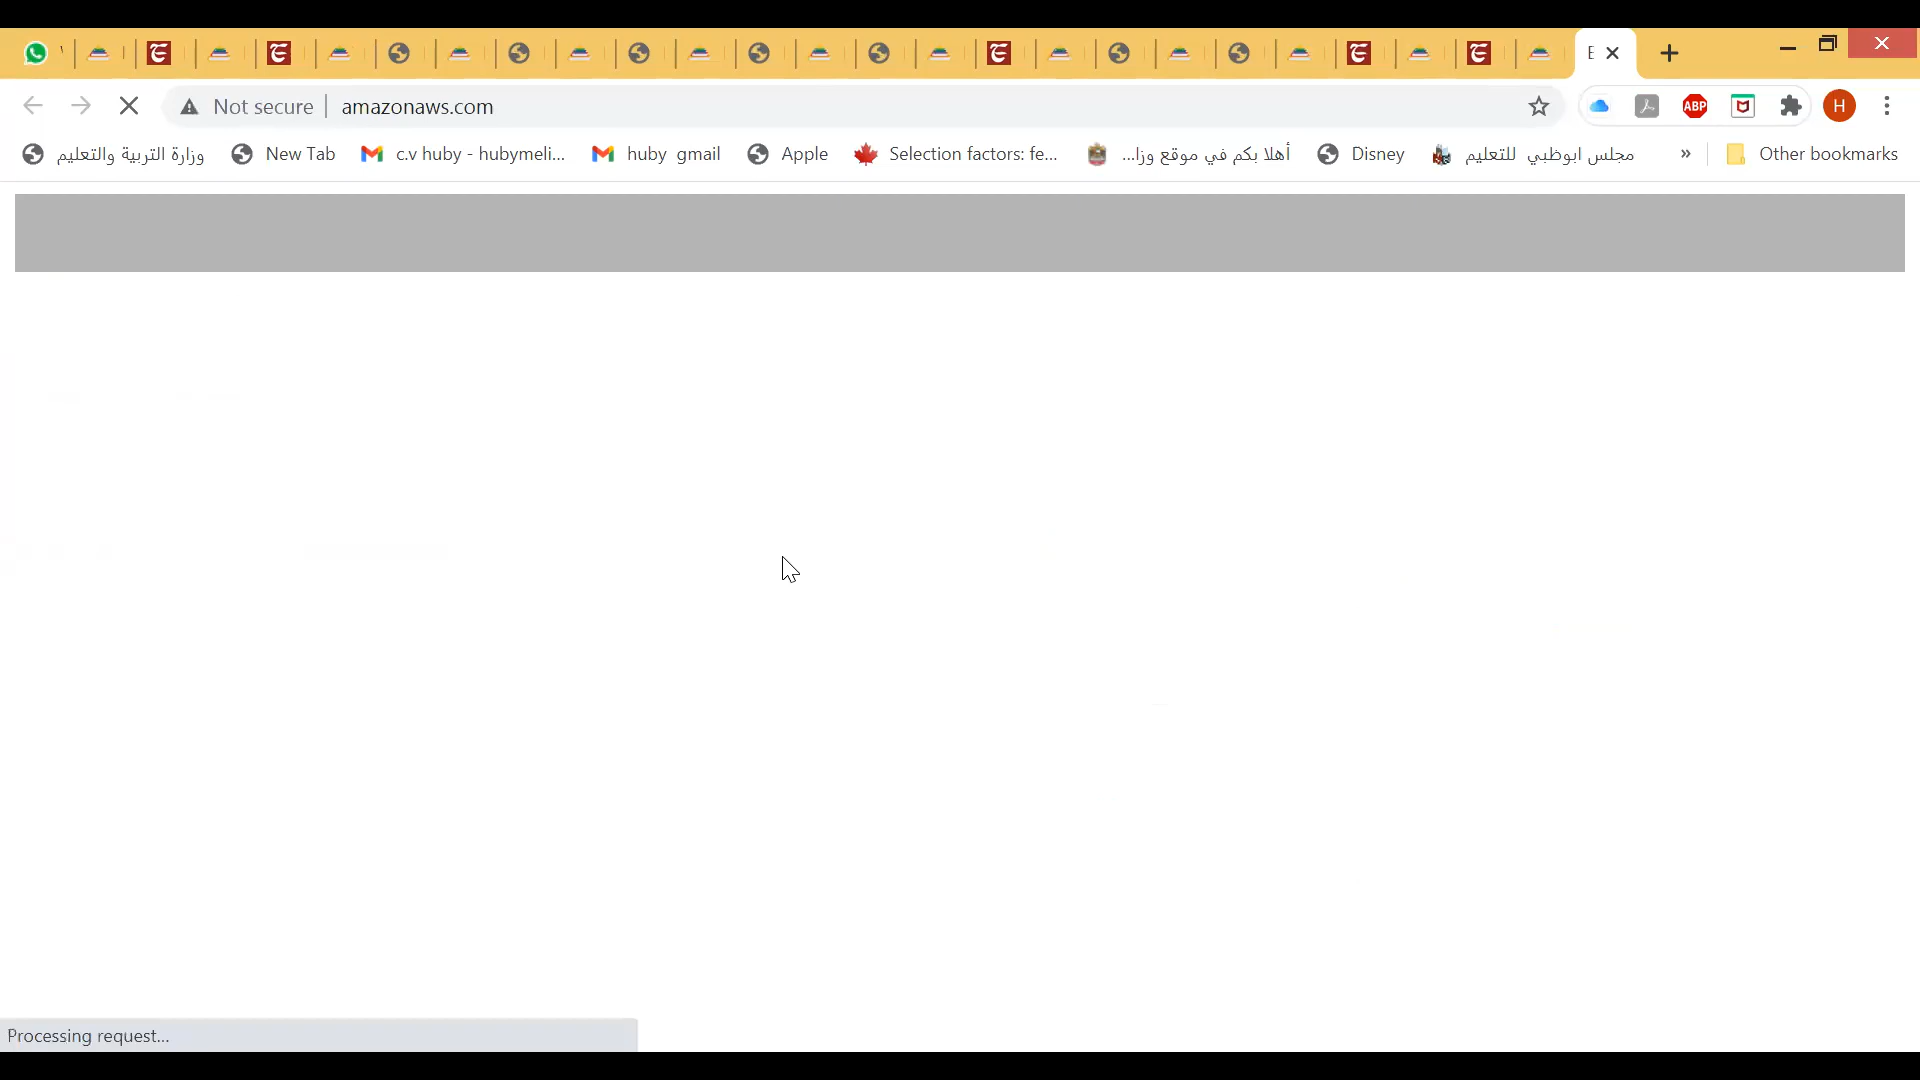 E
Not secure
amazonaws.com
ABP
H
وزارة التربية والتعليم
New Tab
c.v huby - hubymeli...
huby gmail
Apple
Selection factors: fe...
أهلا بكم في موقع وزا...
Disney
مجلس ابوظبي للتعليم
»
Other bookmarks
Processing request...